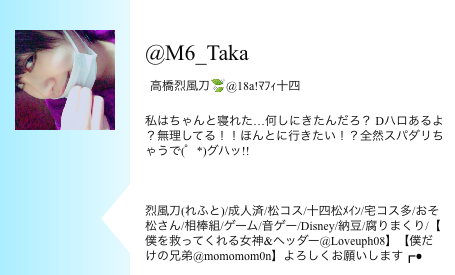 @M6_Taka
高橋烈風刀🍃@18a!ﾏﾌｨ十四
私はちゃんと寝れた…何しにきたんだろ？ Dハロあるよ
？無理してる！！ほんとに行きたい！？全然スパダリち
ゃうで(゜*)グハッ!!
烈風刀(れふと)/成人済/松コス/十四松ﾒｲﾝ/宅コス多/おそ
松さん/相棒組/ゲーム/音ゲー/Disney/納豆/腐りまくり/【
僕を救ってくれる女神&ヘッダー@Loveuph08】【僕だ
けの兄弟@momomom0n】よろしくお願いします┏●